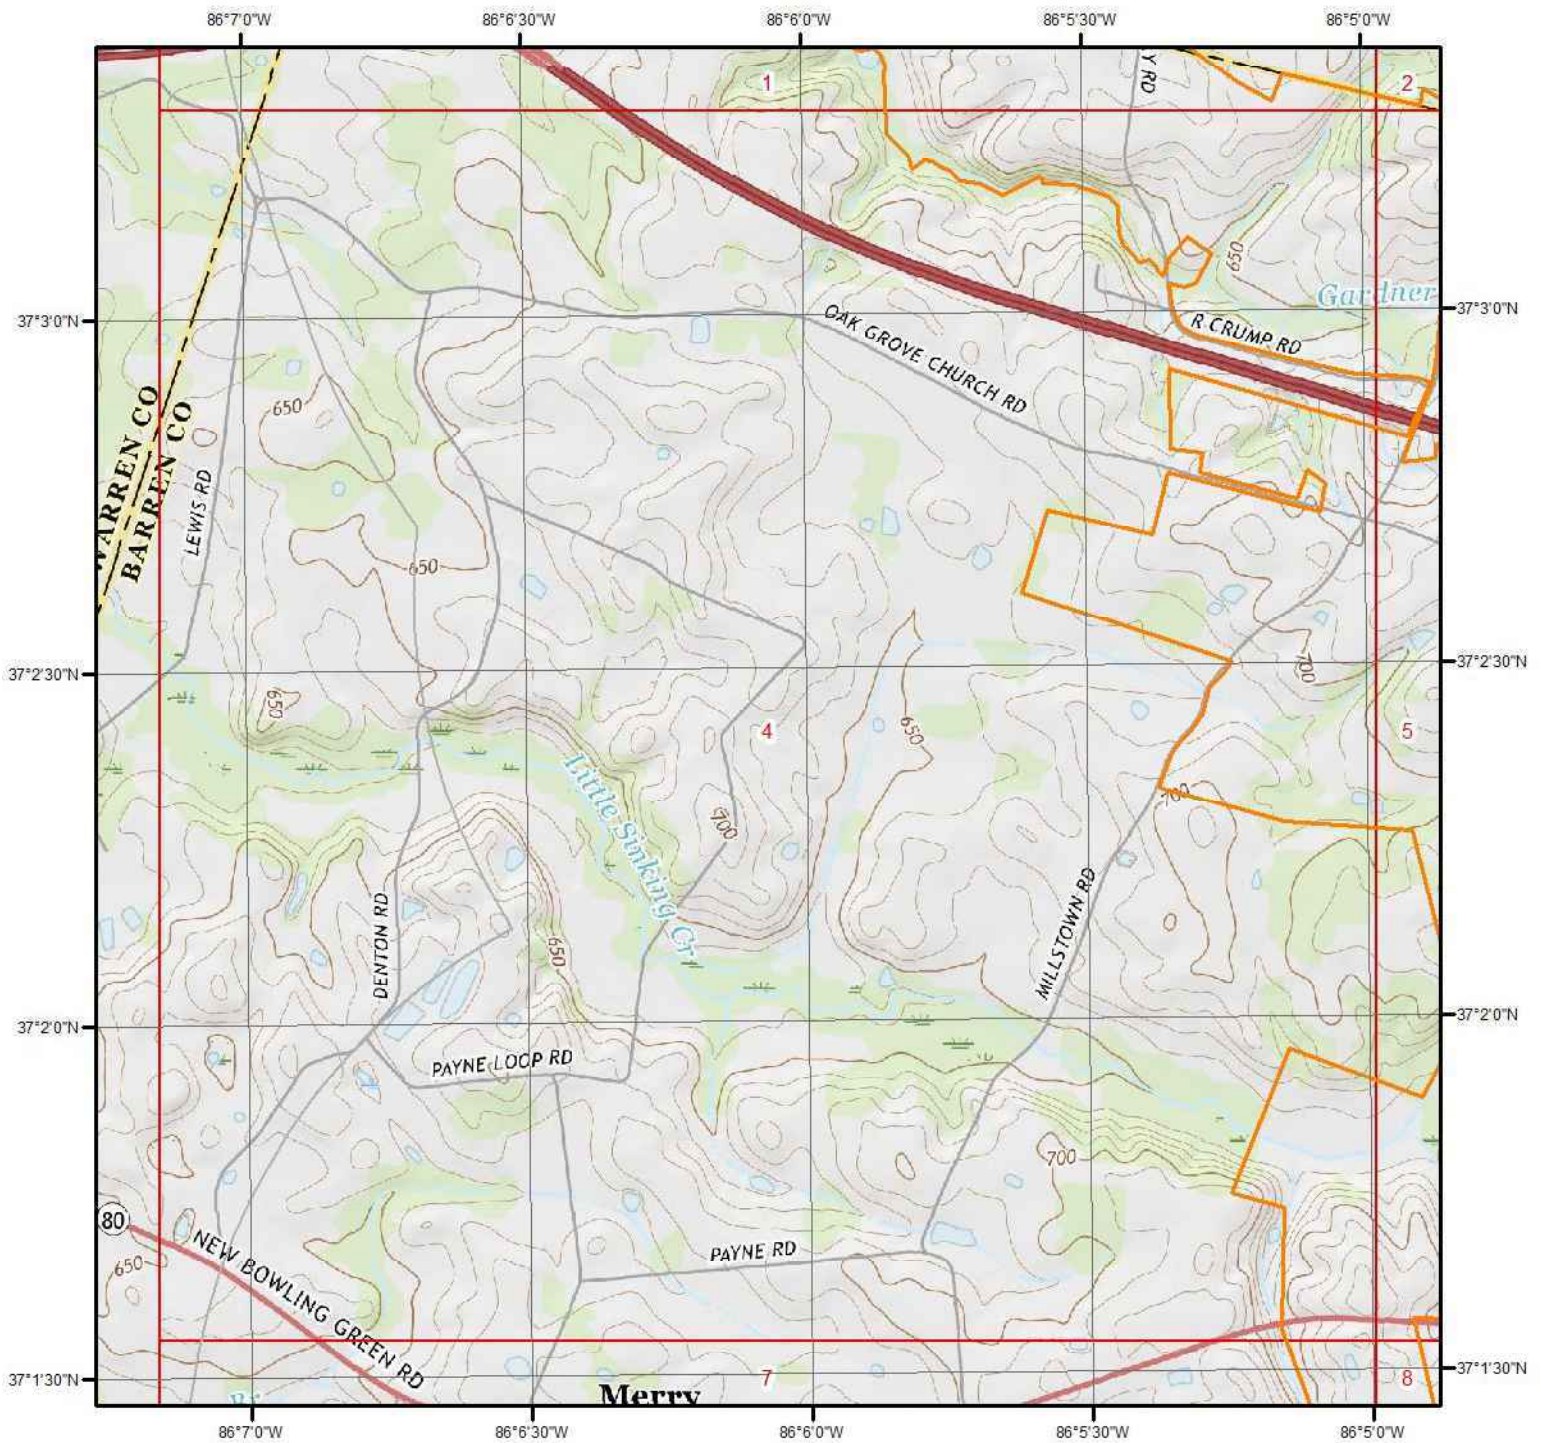 86°7'0"W 86°6'30"W 86°6'0"W 86°5'30"W 86°5'0"W
1 2
Y RD
650
Gardner
37°3'0"N 37°3'0"N
OAK GROVE CHURCH RD
R CRUMP RD
650
WARREN CO
BARREN CO
LEWIS RD
650
37°2'30"N 37°2'30"N
700
650
4
650
5
Little Sinking Cr
700
700
DENTON RD
650
MILLSTOWN RD
37°2'0"N 37°2'0"N
PAYNE LOOP RD
700
80
NEW BOWLING GREEN RD
PAYNE RD
650
37°1'30"N 37°1'30"N
Merry
7 8
86°7'0"W 86°6'30"W 86°6'0"W 86°5'30"W 86°5'0"W